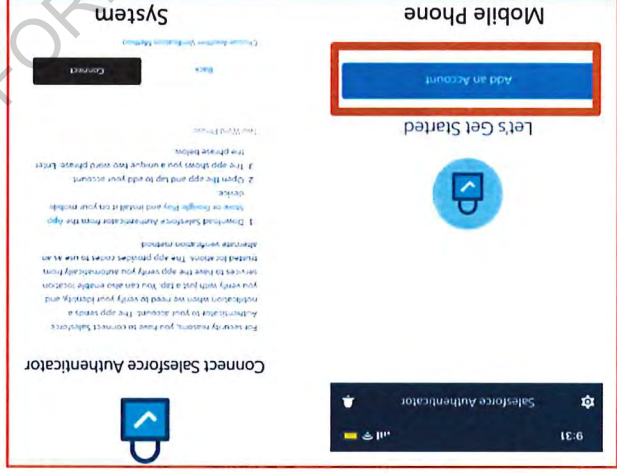 9:31
Salesforce Authenticator
Let's Get Started
Add an Account
Mobile Phone
Connect Salesforce Authenticator
For security reasons, you have to connect Salesforce
Authenticator to your account. The app sends a
notification when we need to verify your identity, and
you verify with just a tap. You can also enable location
services to have the app verify you automatically from
trusted locations. The app provides codes to use as an
alternate verification method
1 Download Salesforce Authenticator from the App
Store or Google Play and install it on your mobile
device.
2 Open the app and tap to add your account
3 The app shows you a unique two word phrase. Enter
the phrase below
Two Word Phrase
Back
Connect
Choose Another Verification Method
System
FOR